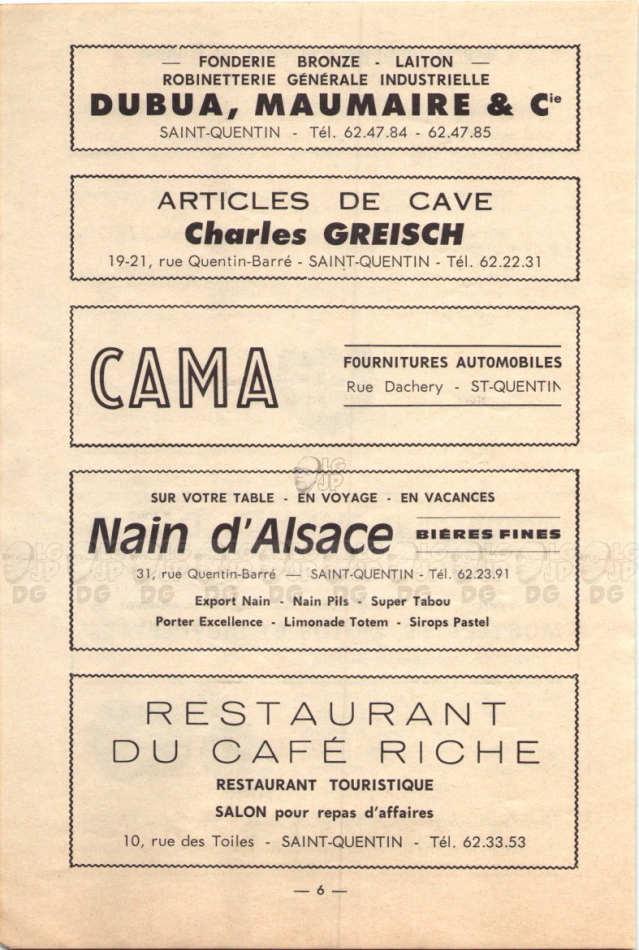 — FONDERIE BRONZE - LAITON —
ROBINETTERIE GÉNÉRALE INDUSTRIELLE
DUBUA, MAUMAIRE & Cie
SAINT-QUENTIN - Tél. 62.47.84 - 62.47.85
ARTICLES DE CAVE
Charles GREISCH
19-21, rue Quentin-Barré - SAINT-QUENTIN - Tél. 62.22.31
CAMA
FOURNITURES AUTOMOBILES
Rue Dachery - ST-QUENTIN
LG
JP
SUR VOTRE TABLE - EN VOYAGE - EN VACANCES
Nain d'Alsace BIÈRES FINES
31, rue Quentin-Barré — SAINT-QUENTIN - Tél. 62.23.91
Export Nain - Nain Pils - Super Tabou
Porter Excellence - Limonade Totem - Sirops Pastel
RESTAURANT
DU CAFÉ RICHE
RESTAURANT TOURISTIQUE
SALON pour repas d'affaires
10, rue des Toiles - SAINT-QUENTIN - Tél. 62.33.53
— 6 —